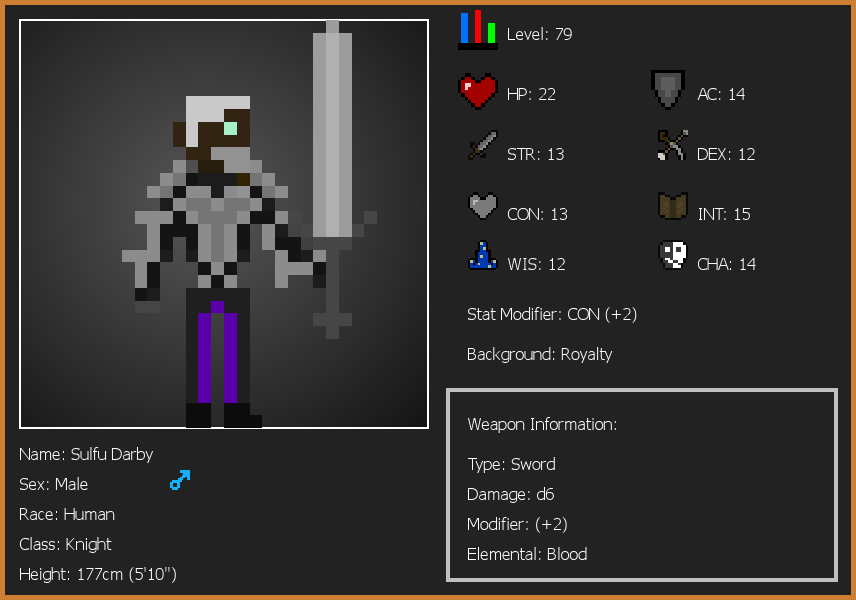 Level: 79
HP: 22
AC: 14
STR: 13
DEX: 12
CON: 13
INT: 15
WIS: 12
CHA: 14
Stat Modifier: CON (+2)
Background: Royalty
Weapon Information:
Type: Sword
Damage: d6
Modifier: (+2)
Elemental: Blood
Name: Sulfu Darby
Sex: Male
Race: Human
Class: Knight
Height: 177cm (5'10")